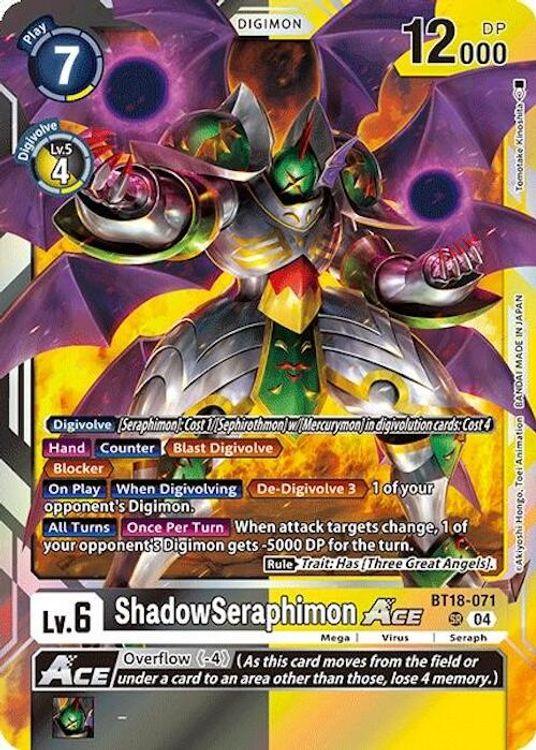 DIGIMON
Play
7
12000
DP
Digivolve
Lv.5
4
Tomotake Kinoshita
BANDAI MADE IN JAPAN
©Akiyoshi Hongo, Toei Animation
Digivolve [Seraphimon]: Cost 1/[Sephirothmon] w/[Mercurymon] in digivolution cards: Cost 4
Hand Counter Blast Digivolve
Blocker
On Play When Digivolving De-Digivolve 3 1 of your
opponent's Digimon.
All Turns Once Per Turn When attack targets change, 1 of
your opponent's Digimon gets -5000 DP for the turn.
Rule Trait: Has [Three Great Angels].
Lv.6
ShadowSeraphimon ACE
BT18-071
SR 04
Mega | Virus | Seraph
ACE Overflow 《-4》 (As this card moves from the field or
under a card to an area other than those, lose 4 memory.)
–